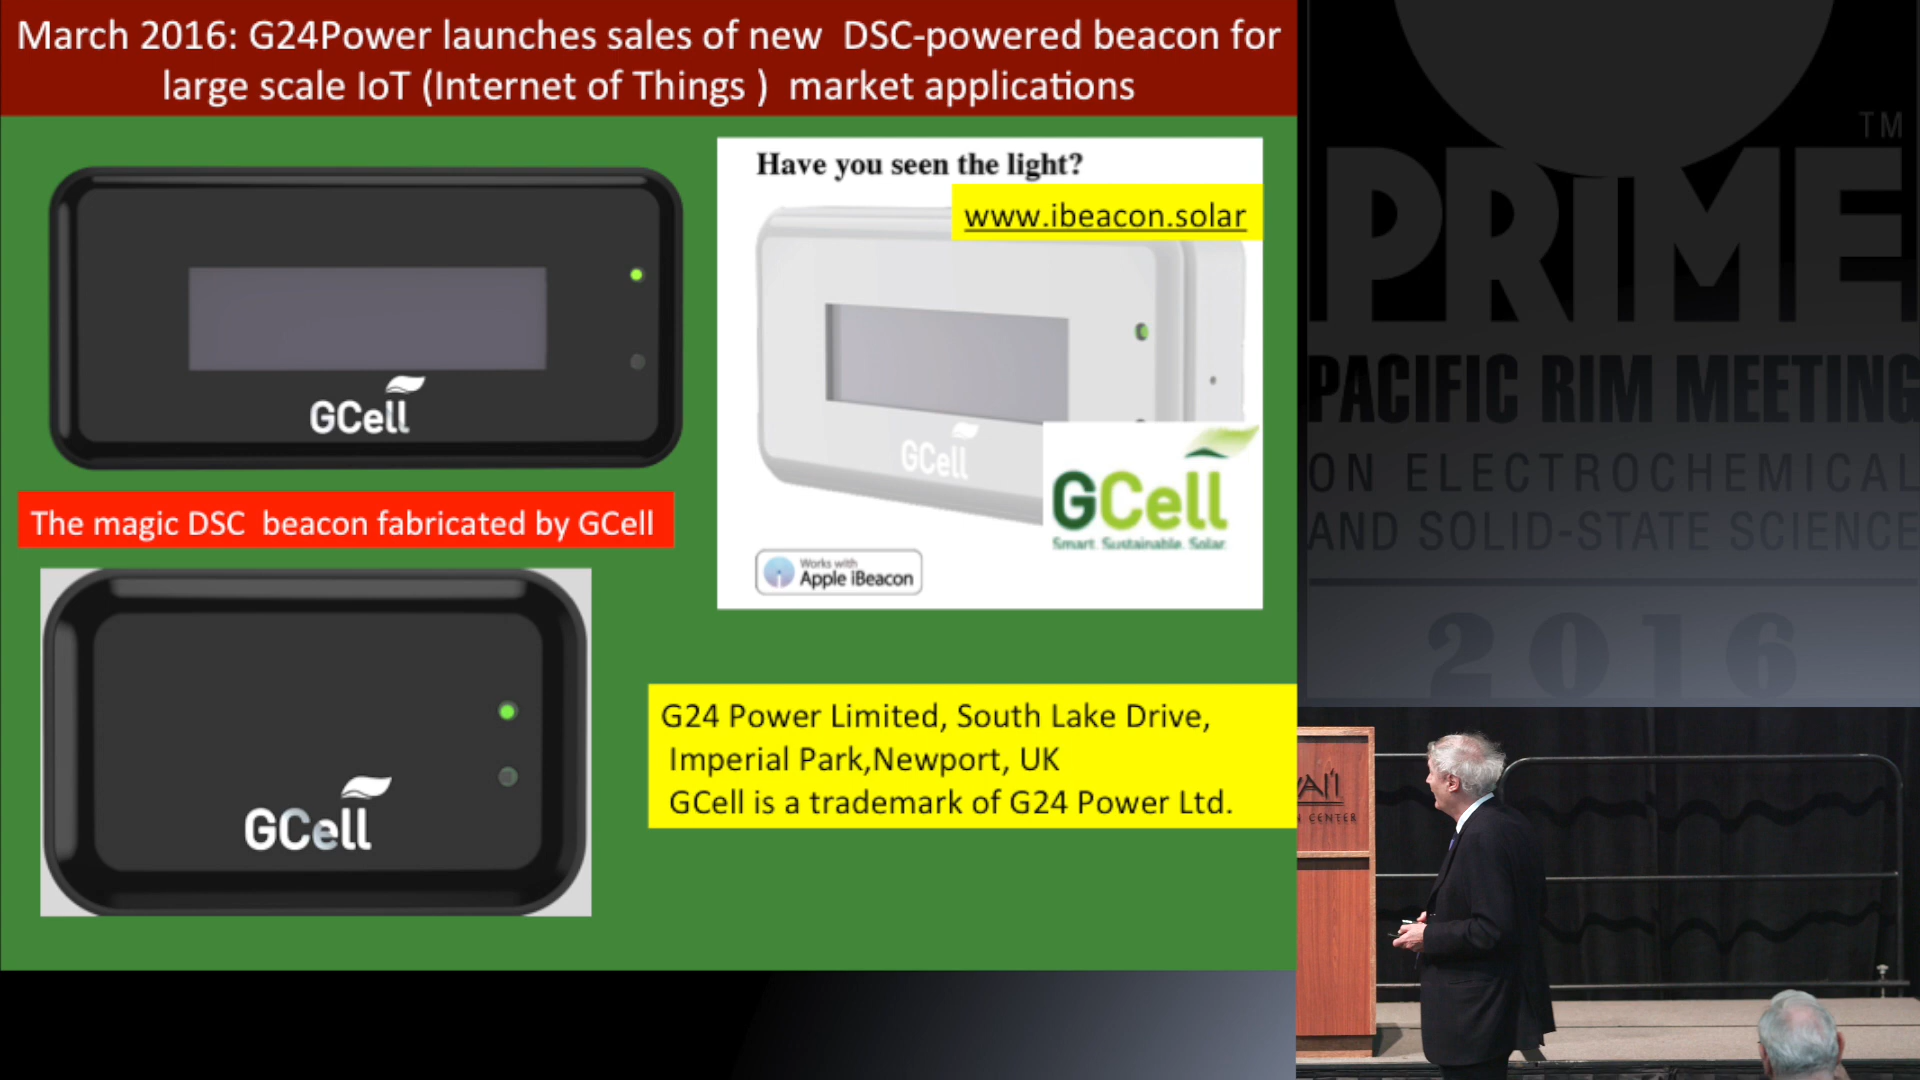 March 2016: G24Power launches sales of new DSC-powered beacon for
large scale IoT (Internet of Things ) market applications
GCell
The magic DSC beacon fabricated by GCell
GCell
Have you seen the light?
www.ibeacon.solar
GCell
GCell
Smart. Sustainable. Solar.
Works with
Apple iBeacon
G24 Power Limited, South Lake Drive,
Imperial Park,Newport, UK
GCell is a trademark of G24 Power Ltd.
PRiME
TM
PACIFIC RIM MEETING
ON ELECTROCHEMICAL
AND SOLID-STATE SCIENCE
2016
CENTER